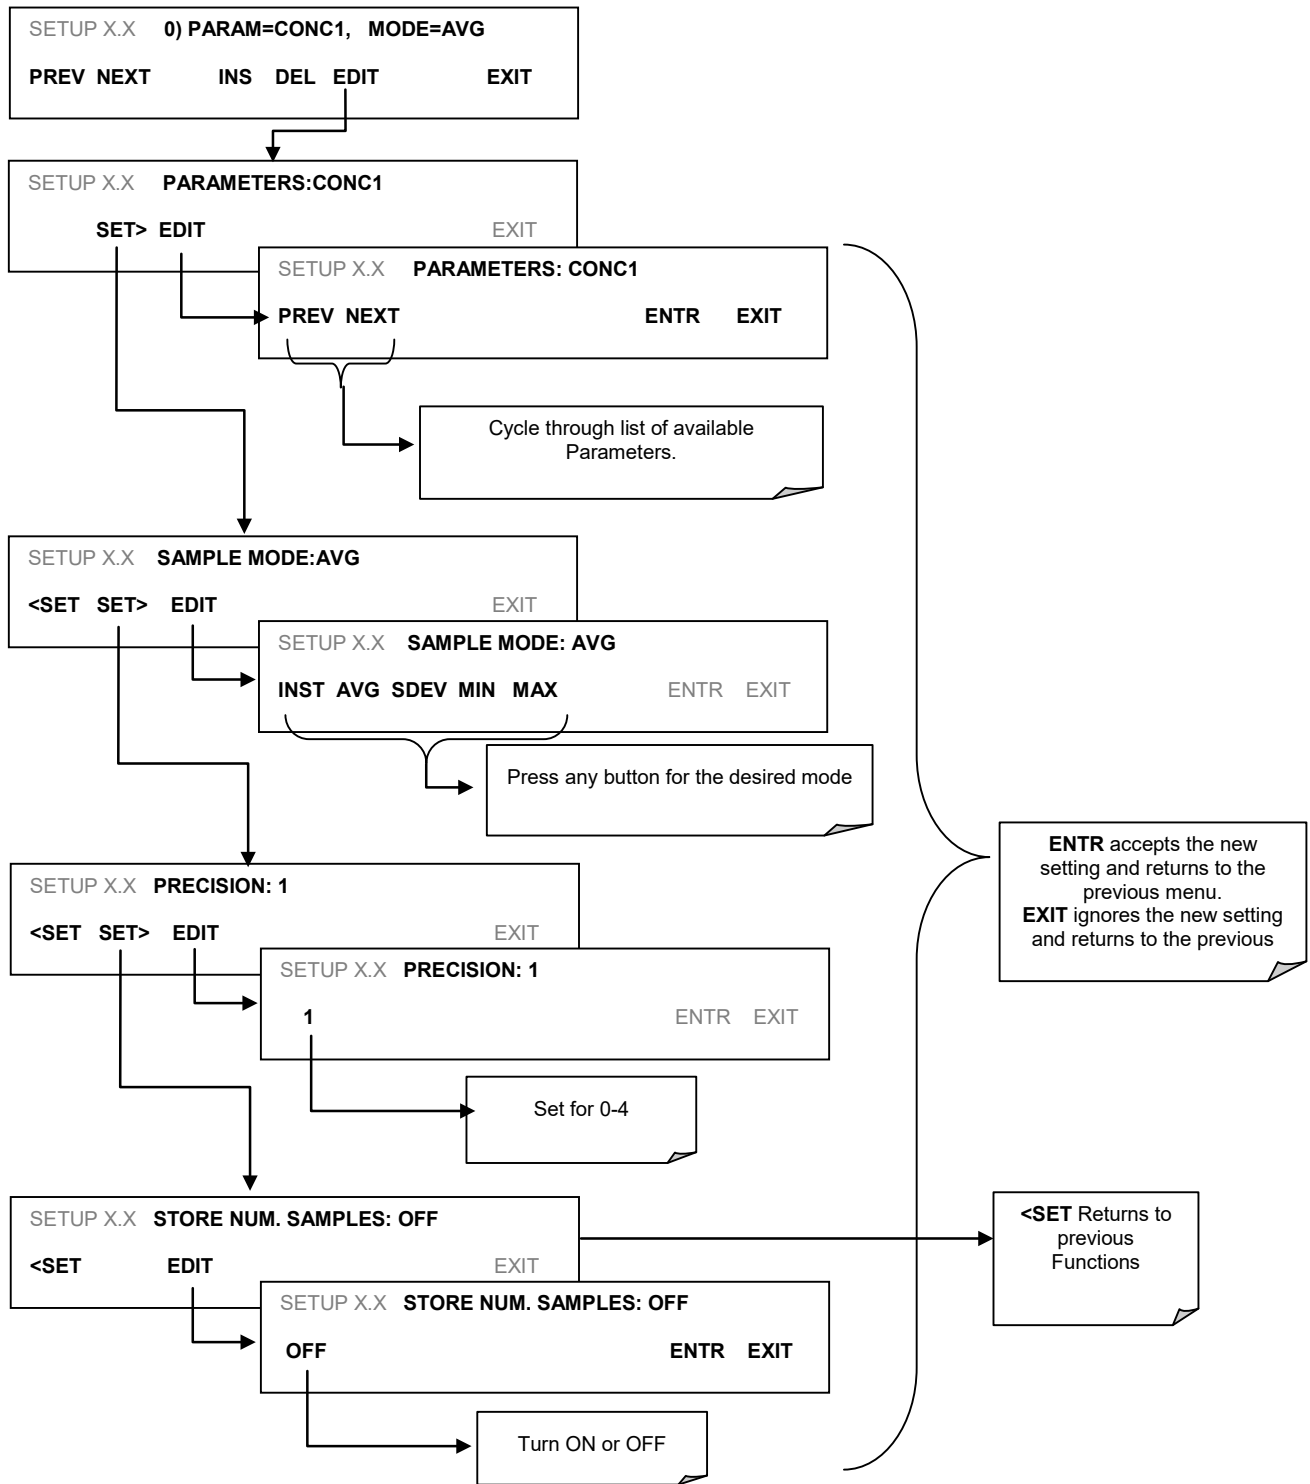 SETUP X.X 0) PARAM=CONC1, MODE=AVG
PREV NEXT INS DEL EDIT EXIT
SETUP X.X PARAMETERS:CONC1
SET> EDIT EXIT
SETUP X.X PARAMETERS: CONC1
PREV NEXT ENTR EXIT
Cycle through list of available
Parameters.
SETUP X.X SAMPLE MODE:AVG
<SET SET> EDIT EXIT
SETUP X.X SAMPLE MODE: AVG
INST AVG SDEV MIN MAX ENTR EXIT
Press any button for the desired mode
ENTR accepts the new
setting and returns to the
previous menu.
EXIT ignores the new setting
and returns to the previous
SETUP X.X PRECISION: 1
<SET SET> EDIT EXIT
SETUP X.X PRECISION: 1
1 ENTR EXIT
Set for 0-4
SETUP X.X STORE NUM. SAMPLES: OFF
<SET EDIT EXIT
<SET Returns to
previous
Functions
SETUP X.X STORE NUM. SAMPLES: OFF
OFF ENTR EXIT
Turn ON or OFF